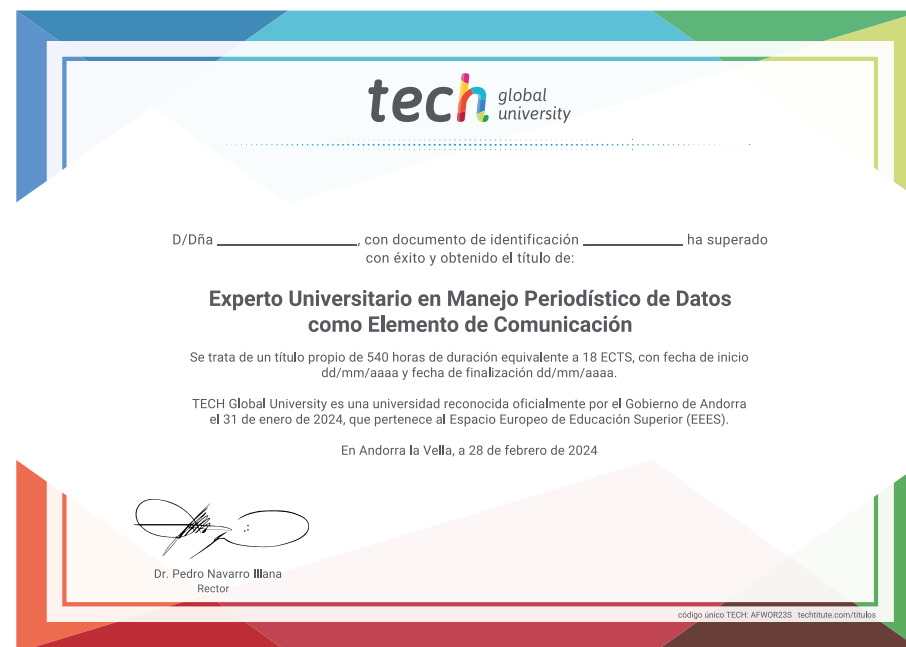 tech global university
D/Dña ________________, con documento de identificación ____________ ha superado
con éxito y obtenido el título de:
Experto Universitario en Manejo Periodístico de Datos
como Elemento de Comunicación
Se trata de un título propio de 540 horas de duración equivalente a 18 ECTS, con fecha de inicio
dd/mm/aaaa y fecha de finalización dd/mm/aaaa.
TECH Global University es una universidad reconocida oficialmente por el Gobierno de Andorra
el 31 de enero de 2024, que pertenece al Espacio Europeo de Educación Superior (EEES).
En Andorra la Vella, a 28 de febrero de 2024
Dr. Pedro Navarro Illana
Rector
código único TECH: AFWOR23S techtitute.com/titulos